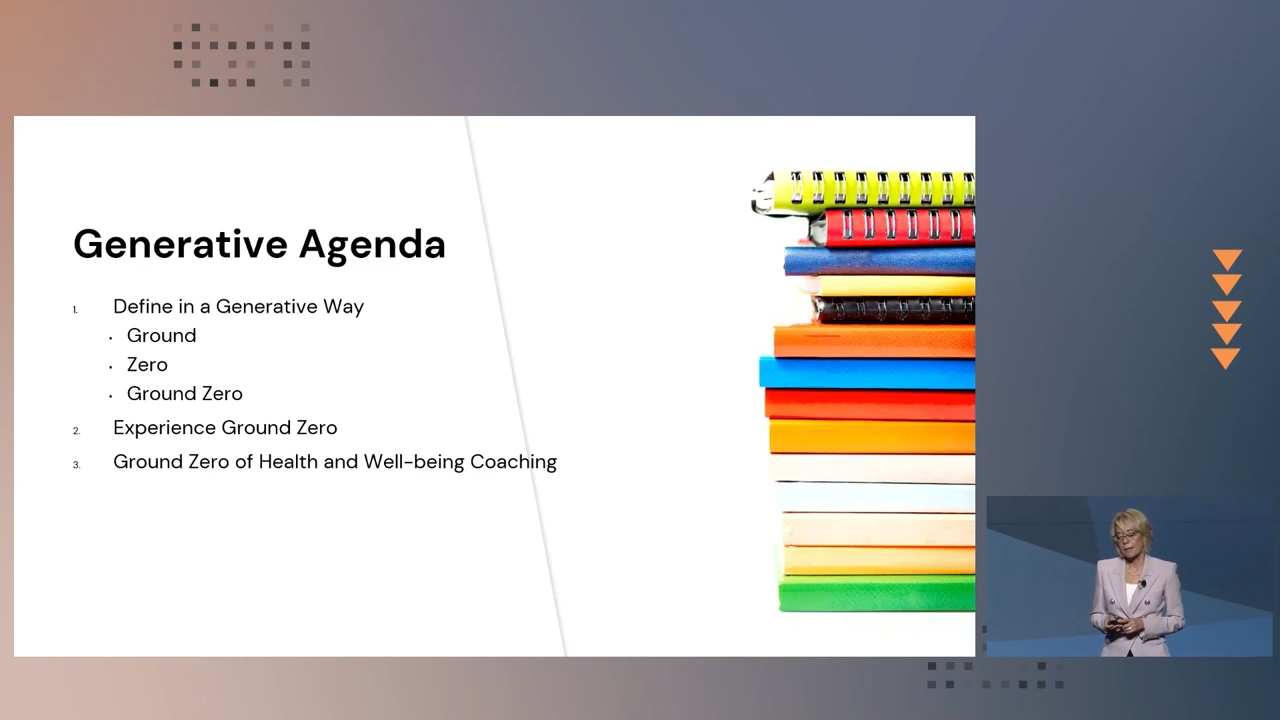 Generative Agenda
1. Define in a Generative Way
· Ground
· Zero
· Ground Zero
2. Experience Ground Zero
3. Ground Zero of Health and Well-being Coaching